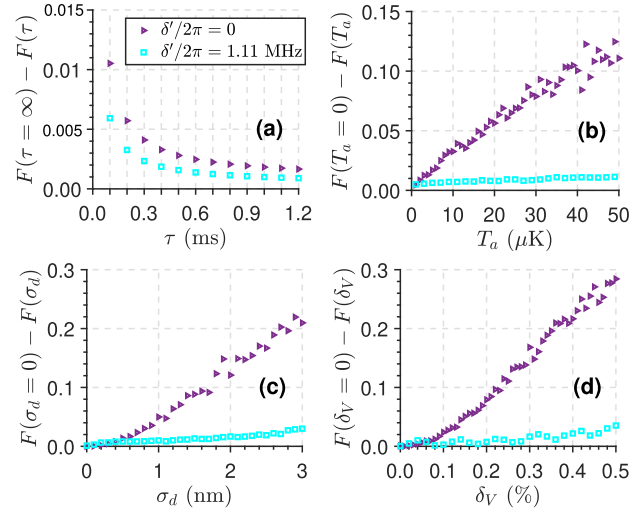 F(τ = ∞) − F(τ)
0.015
0.01
0.005
0.000
δ′/2π = 0
δ′/2π = 1.11 MHz
(a)
0.0 0.3 0.6 0.9 1.2
τ (ms)
F(T_a = 0) − F(T_a)
0.15
0.10
0.05
0.00
(b)
0 10 20 30 40 50
T_a (μK)
F(σ_d = 0) − F(σ_d)
0.3
0.2
0.1
0.0
(c)
0 1 2 3
σ_d (nm)
F(δ_V = 0) − F(δ_V)
0.3
0.2
0.1
0.0
(d)
0.0 0.1 0.2 0.3 0.4 0.5
δ_V (%)